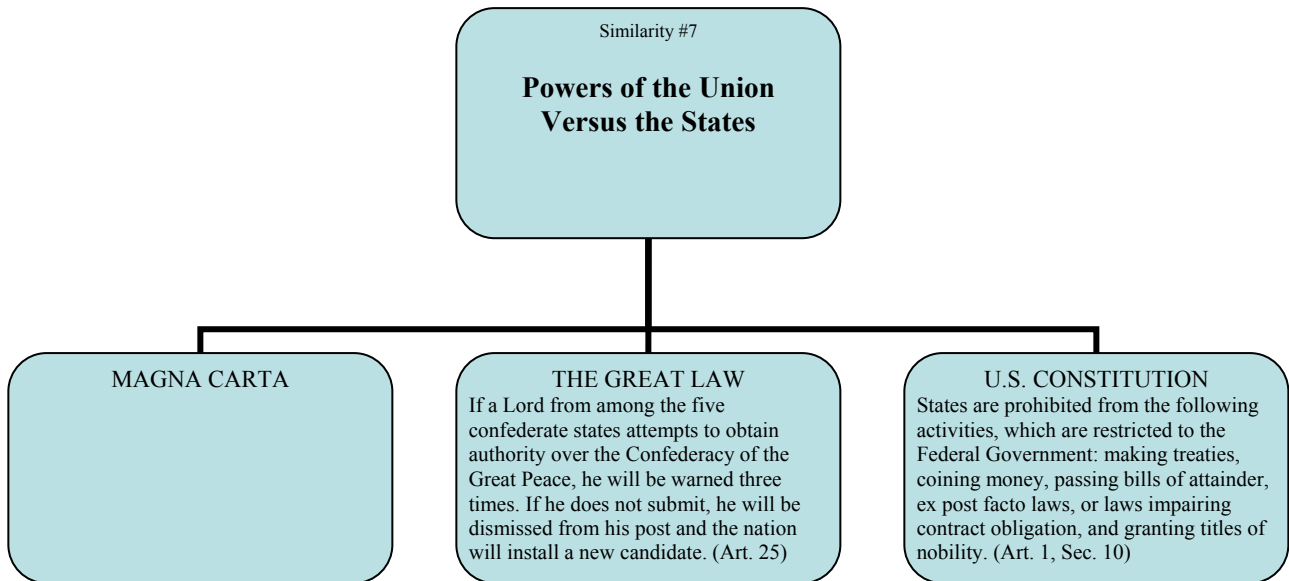 Similarity #7
Powers of the Union
Versus the States
MAGNA CARTA
THE GREAT LAW
If a Lord from among the five
confederate states attempts to obtain
authority over the Confederacy of the
Great Peace, he will be warned three
times. If he does not submit, he will be
dismissed from his post and the nation
will install a new candidate. (Art. 25)
U.S. CONSTITUTION
States are prohibited from the following
activities, which are restricted to the
Federal Government: making treaties,
coining money, passing bills of attainder,
ex post facto laws, or laws impairing
contract obligation, and granting titles of
nobility. (Art. 1, Sec. 10)